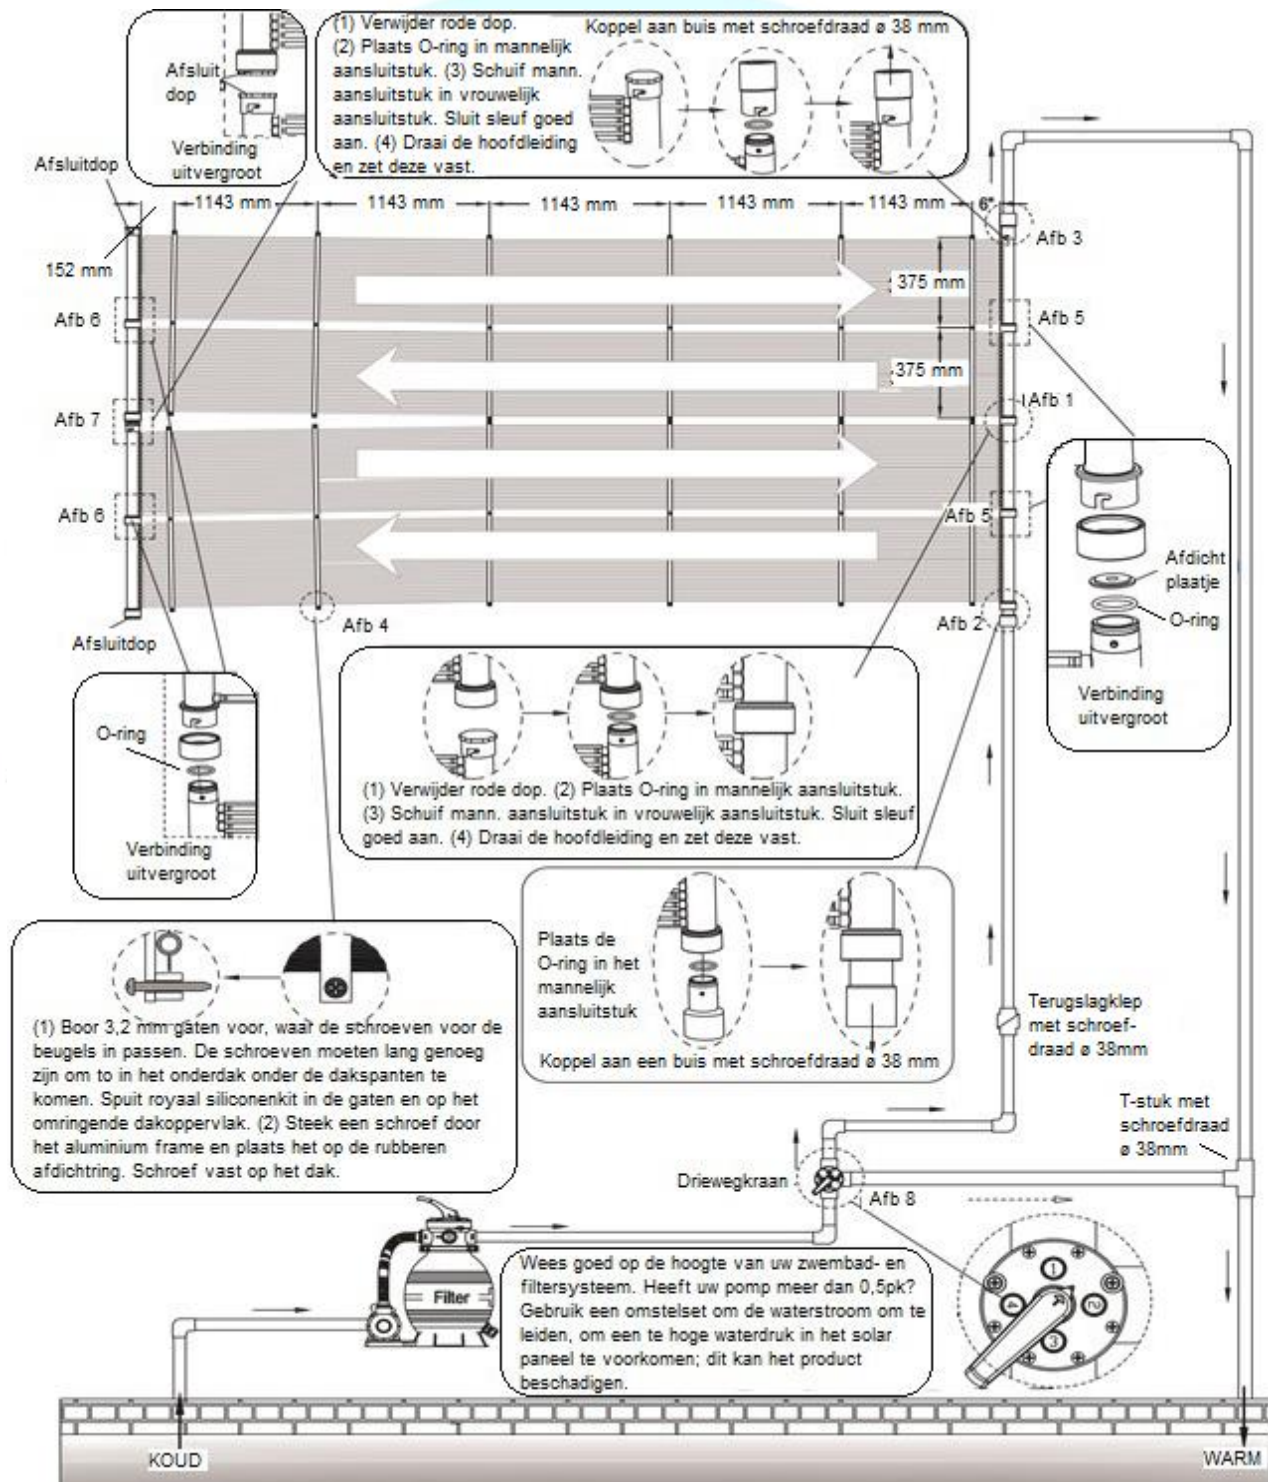 Afsluit
dop
Verbinding
uitvergroot
(1) Verwijder rode dop.
(2) Plaats O-ring in mannelijk
aansluitstuk. (3) Schuif mann.
aansluitstuk in vrouwelijk
aansluitstuk. Sluit sleuf goed
aan. (4) Draai de hoofdleiding
en zet deze vast.
Koppel aan buis met schroefdraad ø 38 mm
Afsluitdop
1143 mm
1143 mm
1143 mm
1143 mm
1143 mm
6"
Afb 3
152 mm
375 mm
Afb 6
Afb 5
375 mm
Afb 7
Afb 1
Afb 6
Afb 5
Afdicht
plaatje
O-ring
Verbinding
uitvergroot
Afsluitdop
Afb 4
Afb 2
O-ring
Verbinding
uitvergroot
(1) Verwijder rode dop. (2) Plaats O-ring in mannelijk aansluitstuk.
(3) Schuif mann. aansluitstuk in vrouwelijk aansluitstuk. Sluit sleuf
goed aan. (4) Draai de hoofdleiding en zet deze vast.
Plaats de
O-ring in het
mannelijk
aansluitstuk
Koppel aan een buis met schroefdraad ø 38 mm
(1) Boor 3,2 mm gaten voor, waar de schroeven voor de
beugels in passen. De schroeven moeten lang genoeg
zijn om to in het onderdak onder de dakspanten te
komen. Spuit royaal siliconenkit in de gaten en op het
omringende dakoppervlak. (2) Steek een schroef door
het aluminium frame en plaats het op de rubberen
afdichtring. Schroef vast op het dak.
Terugslagklep
met schroef-
draad ø 38mm
T-stuk met
schroefdraad
ø 38mm
Driewegkraan
Afb 8
Filter
Wees goed op de hoogte van uw zwembad- en
filtersysteem. Heeft uw pomp meer dan 0,5pk?
Gebruik een omstelset om de waterstroom om te
leiden, om een te hoge waterdruk in het solar
paneel te voorkomen; dit kan het product
beschadigen.
1
2
3
4
KOUD
WARM